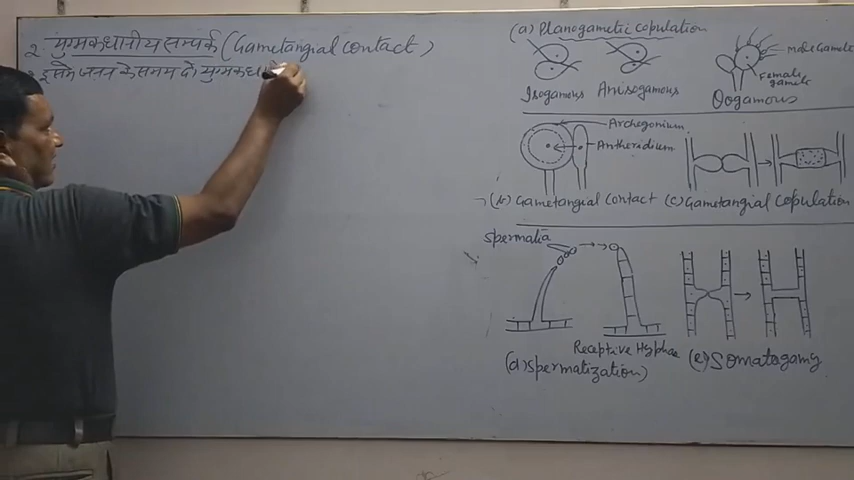 2. युग्मकधानीय सम्पर्क (Gametangial contact)
इसमें जनन के समय दो युग्मकध
(a) Planogametic copulation
Isogamous
Anisogamous
Oogamous
male Gamete
Female gamete
Archegonium
Antheridium
(b) Gametangial Contact
(c) Gametangial Copulation
spermatia
Receptive Hyphae
(d) spermatization)
(e) Somatogamy